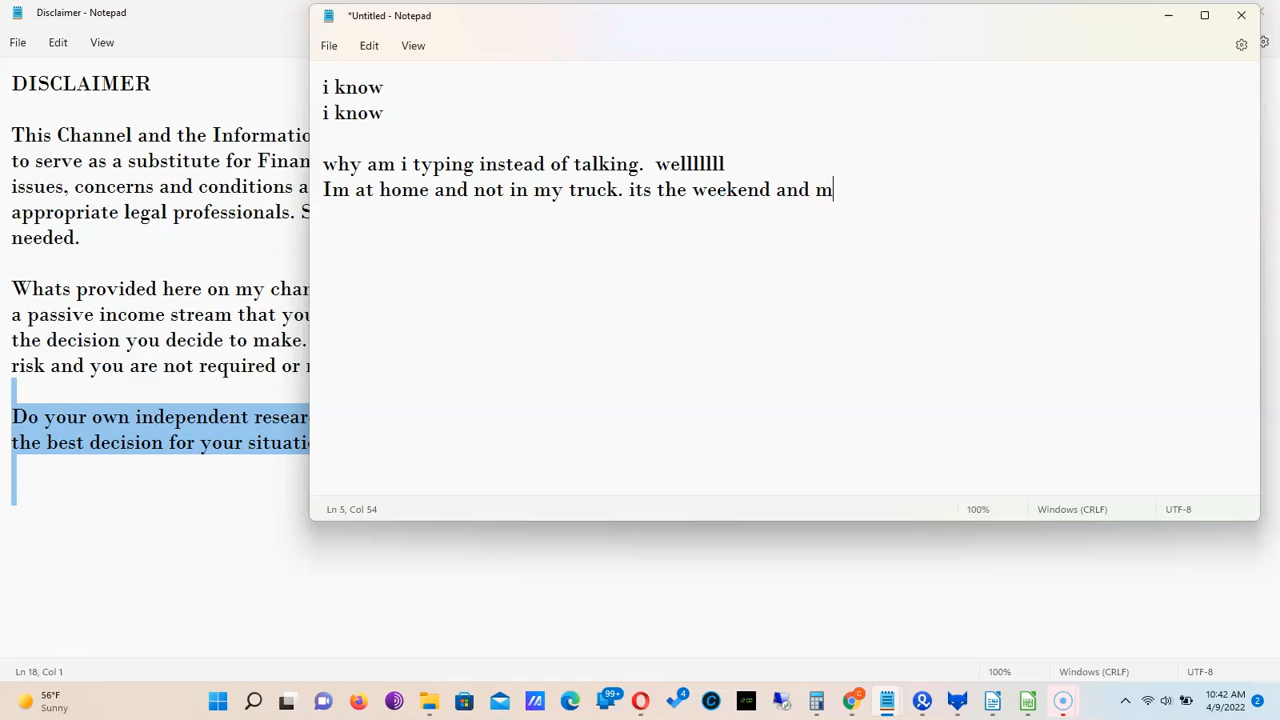 Disclaimer - Notepad
File Edit View
DISCLAIMER
This Channel and the Informatio
to serve as a substitute for Finan
issues, concerns and conditions a
appropriate legal professionals. S
needed.
Whats provided here on my chan
a passive income stream that you
the decision you decide to make.
risk and you are not required or
Do your own independent resear
the best decision for your situati
Ln 18, Col 1
100%
Windows (CRLF)
UTF-8
*Untitled - Notepad
File Edit View
i know
i know
why am i typing instead of talking.  welllllll
Im at home and not in my truck. its the weekend and m
Ln 5, Col 54
100%
Windows (CRLF)
UTF-8
56°F
Sunny
99+
4
10:42 AM
4/9/2022
2